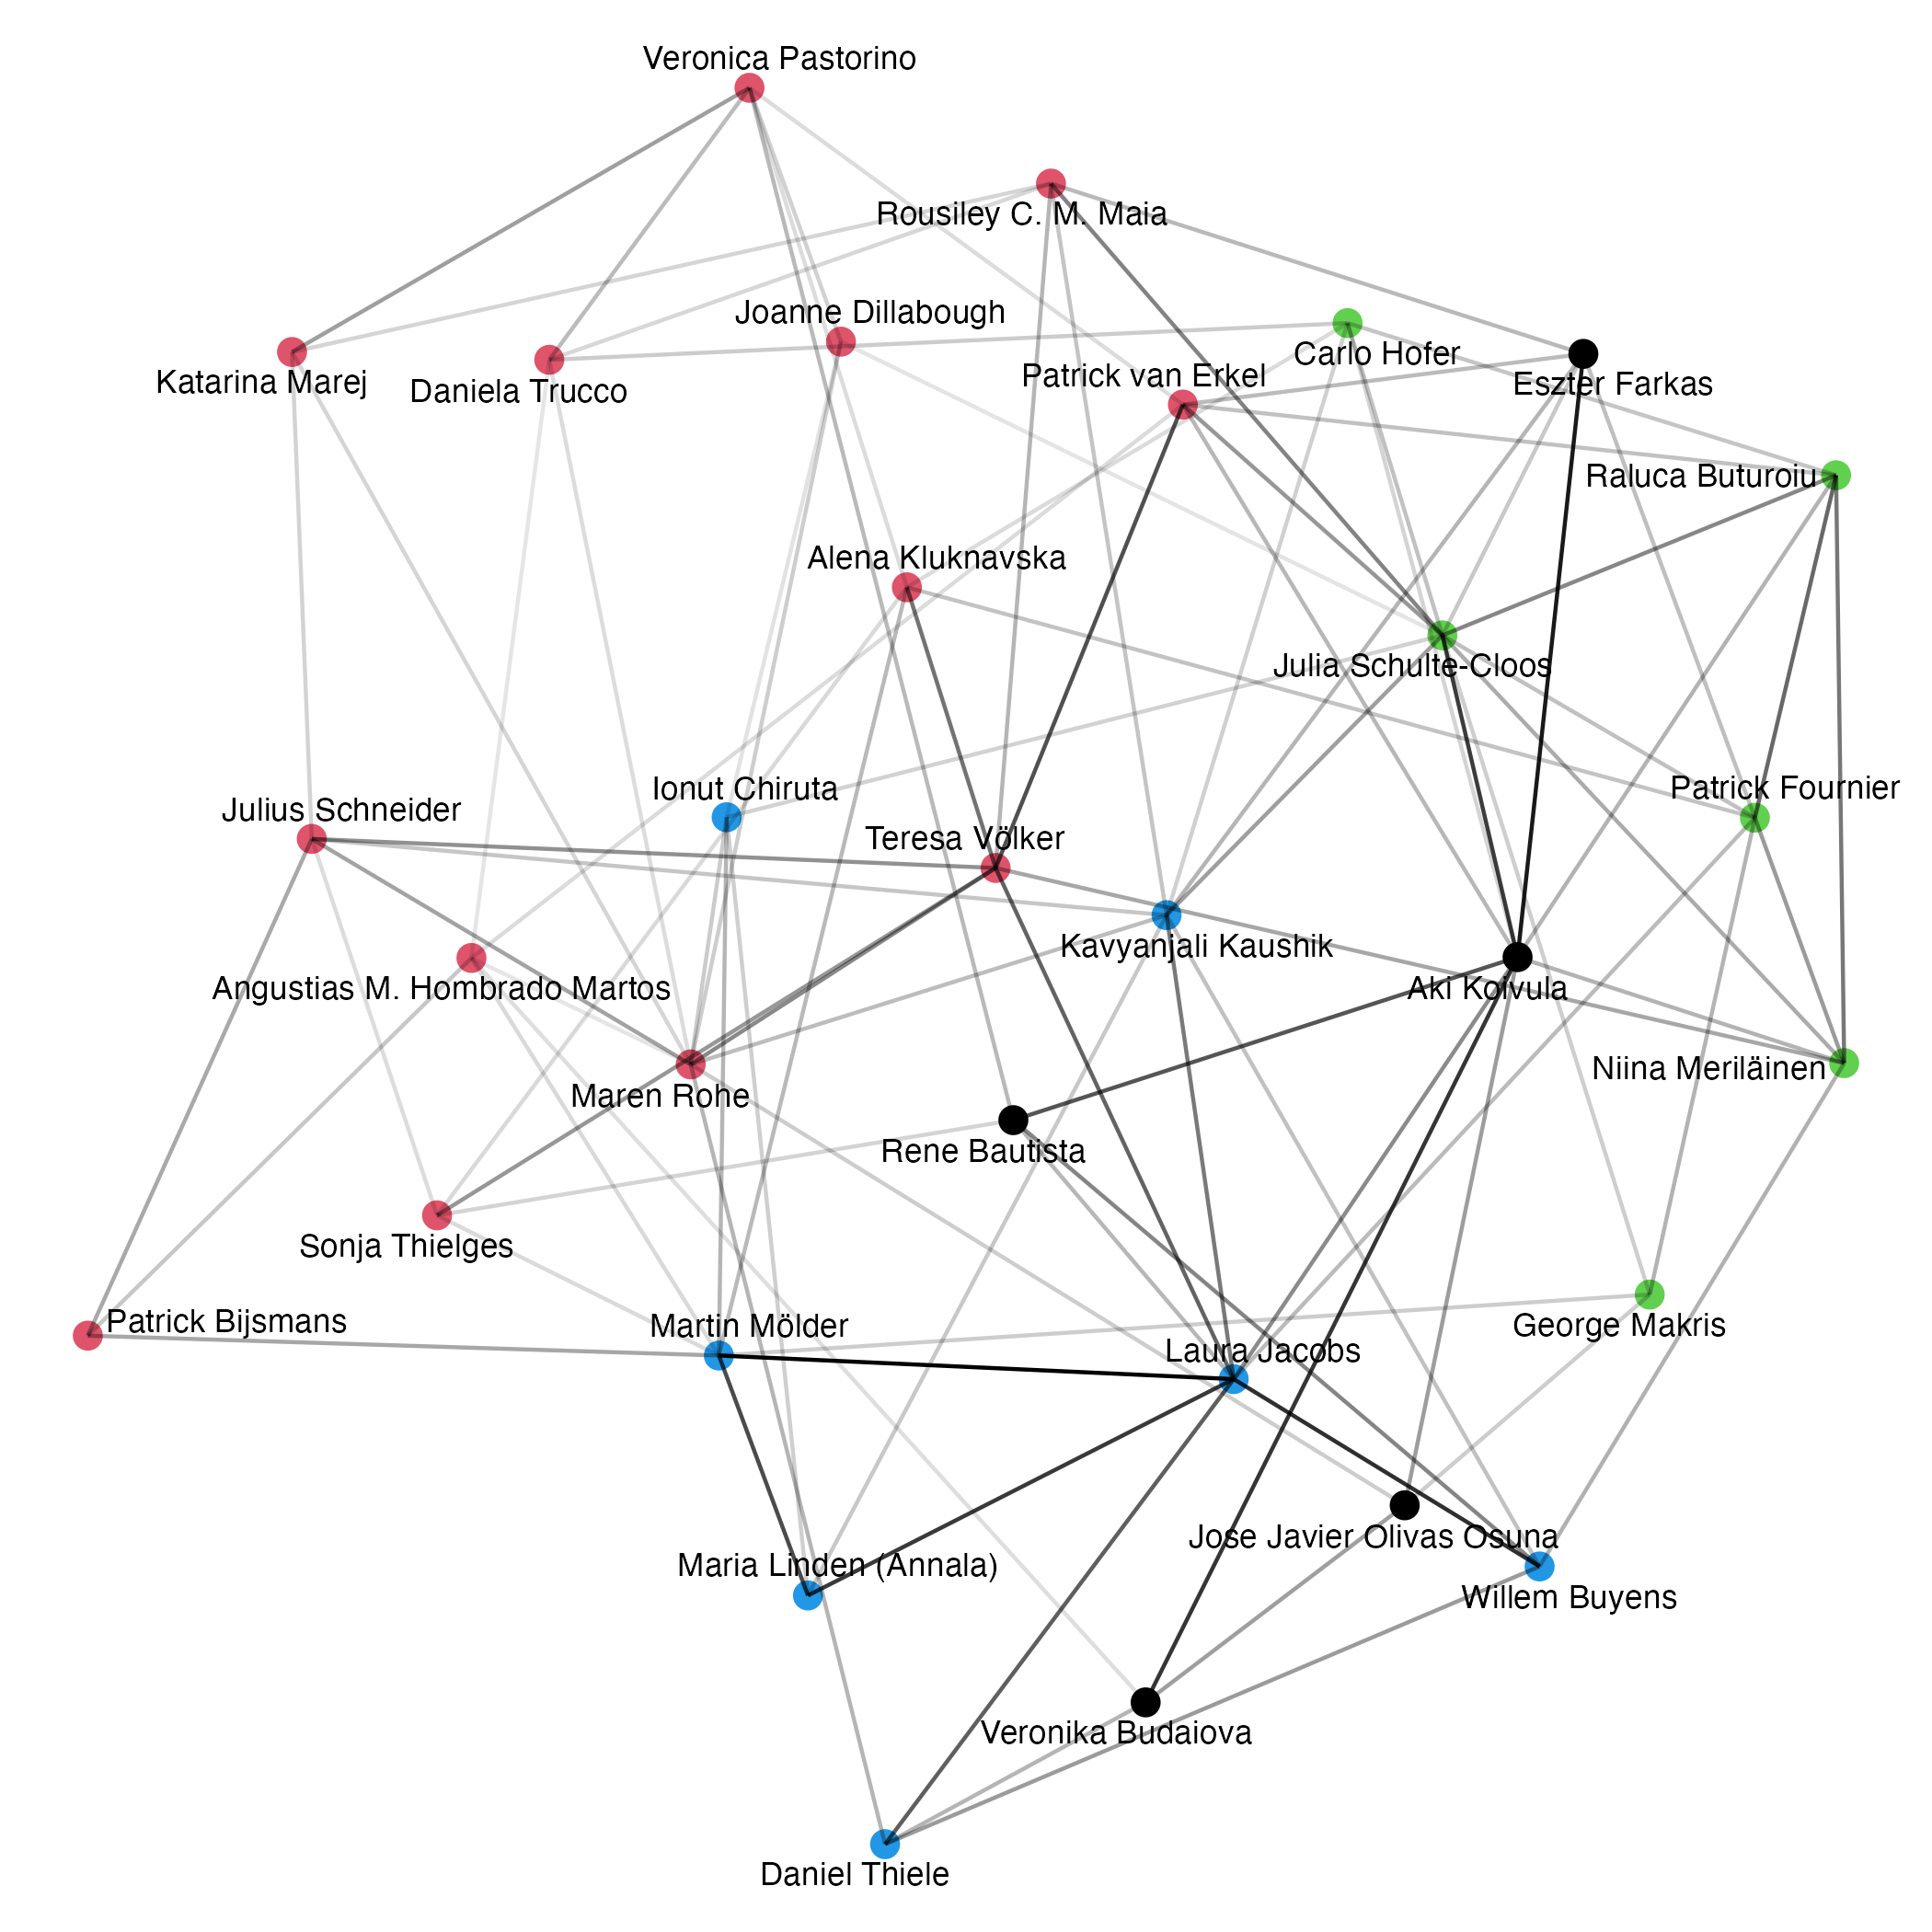 Veronica Pastorino
Rousiley C. M. Maia
Joanne Dillabough
Carlo Hofer
Katarina Marej
Daniela Trucco
Patrick van Erkel
Eszter Farkas
Raluca Buturoiu
Alena Kluknavska
Julia Schulte-Cloos
Ionut Chiruta
Patrick Fournier
Julius Schneider
Teresa Völker
Kavyanjali Kaushik
Angustias M. Hombrado Martos
Aki Koivula
Niina Meriläinen
Maren Rohe
Rene Bautista
Sonja Thielges
Patrick Bijsmans
Martin Mölder
George Makris
Laura Jacobs
Jose Javier Olivas Osuna
Maria Linden (Annala)
Willem Buyens
Veronika Budaiova
Daniel Thiele